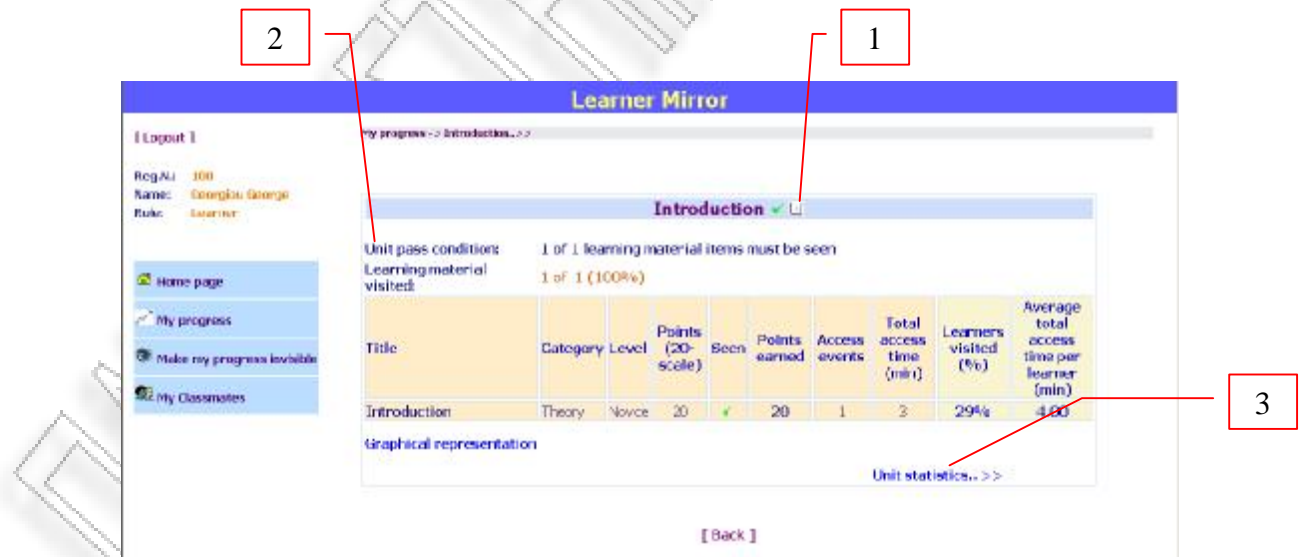 2
1
Learner Mirror
[ Logout ]
My progress -> Introduction..>>
Reg.No: 100
Name: Georgiou George
Role: Learner
Introduction
Unit pass condition: 1 of 1 learning material items must be seen
Learning material visited: 1 of 1 (100%)
Home page
My progress
Make my progress invisible
My Classmates
Title Category Level Points (20-scale) Seen Points earned Access events Total access time (min) Learners visited (%) Average total access time per learner (min)
Introduction Theory Novice 20 20 1 3 29% 4.00
3
Graphical representation
Unit statistics..>>
[ Back ]